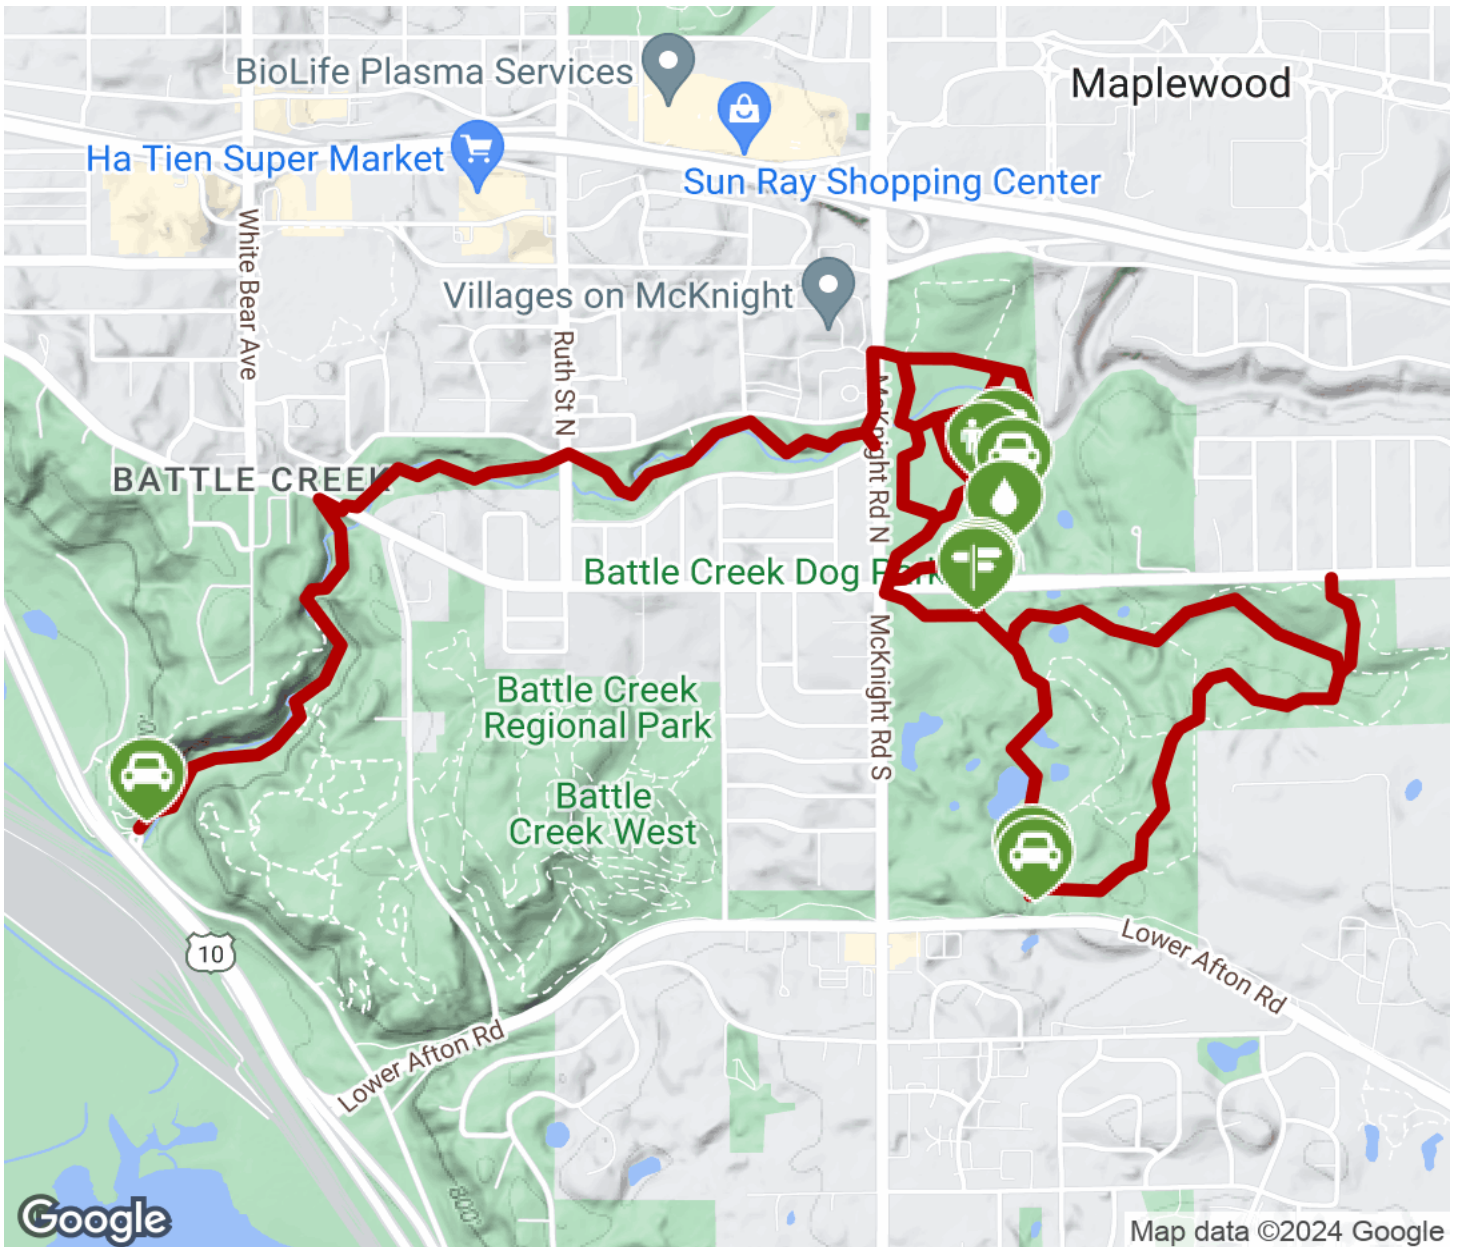 BioLife Plasma Services
Maplewood
Ha Tien Super Market
Sun Ray Shopping Center
White Bear Ave
Villages on McKnight
Ruth St N
McKnight Rd N
BATTLE CREEK
Battle Creek Dog Park
McKnight Rd S
Battle Creek
Regional Park
Battle
Creek West
10
Lower Afton Rd
Lower Afton Rd
800
Google
Map data ©2024 Google